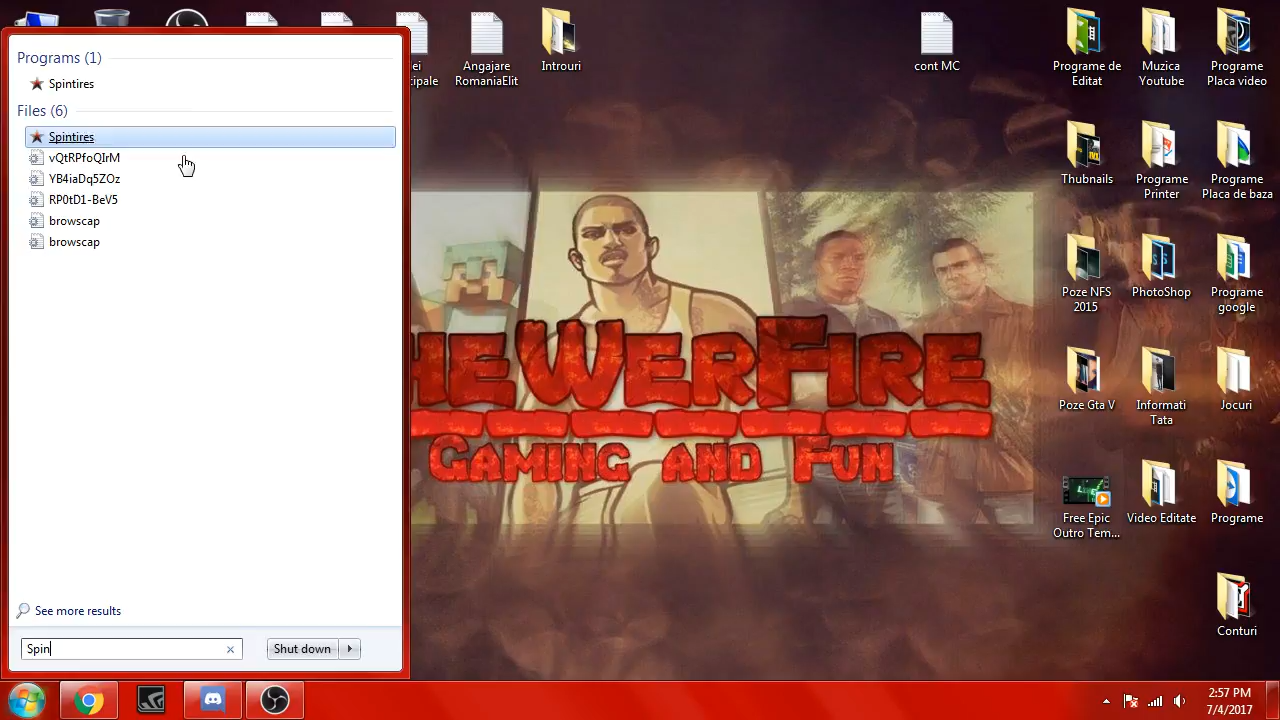 Programs (1)
Spintires
Files (6)
Spintires
vQtRPfoQIrM
YB4iaDq5ZOz
RP0tD1-BeV5
browscap
browscap
See more results
Spin
Shut down
Angajare
RomaniaElit
Introuri
cont MC
Programe de
Editat
Muzica
Youtube
Programe
Placa video
Thubnails
Programe
Printer
Programe
Placa de baza
Poze NFS
2015
PhotoShop
Programe
google
Poze Gta V
Informati
Tata
Jocuri
Free Epic
Outro Tem...
Video Editate
Programe
Conturi
heWerFire
Gaming and Fun
2:57 PM
7/4/2017